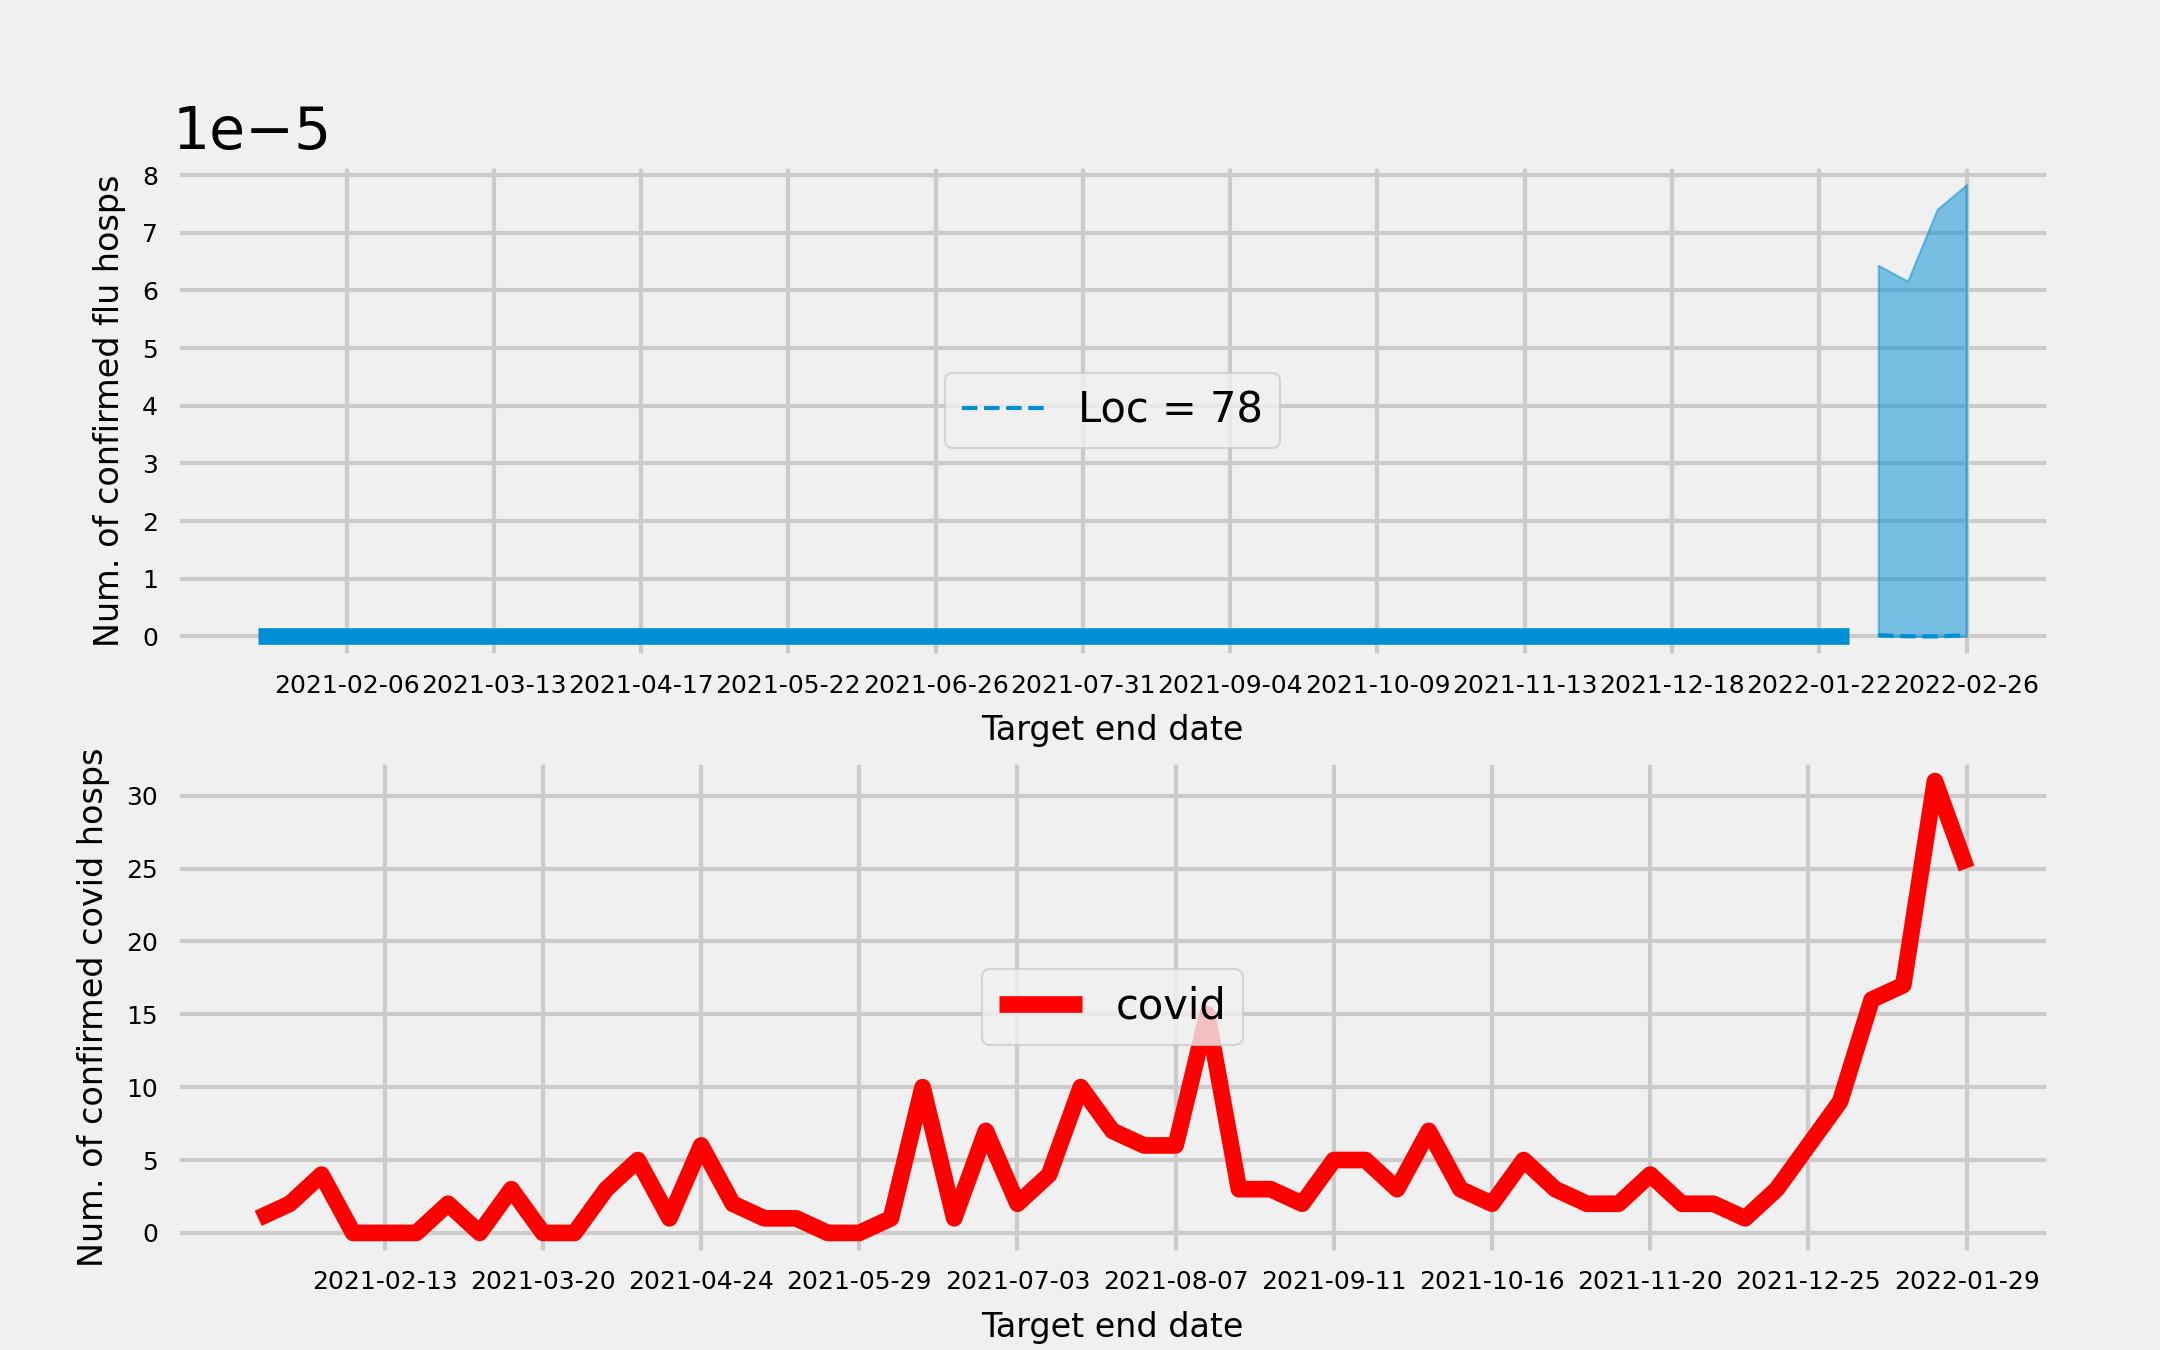 1e−5
Num. of confirmed flu hosps
8
7
6
5
4
3
2
1
0
Loc = 78
2021-02-06 2021-03-13 2021-04-17 2021-05-22 2021-06-26 2021-07-31 2021-09-04 2021-10-09 2021-11-13 2021-12-18 2022-01-22 2022-02-26
Target end date
Num. of confirmed covid hosps
30
25
20
15
10
5
0
covid
2021-02-13 2021-03-20 2021-04-24 2021-05-29 2021-07-03 2021-08-07 2021-09-11 2021-10-16 2021-11-20 2021-12-25 2022-01-29
Target end date